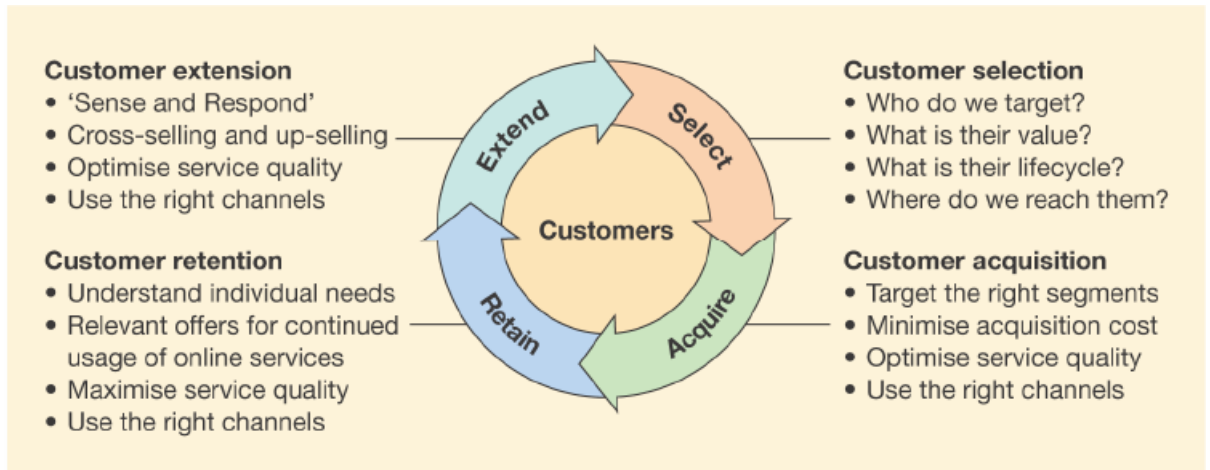 Customer extension
• 'Sense and Respond'
• Cross-selling and up-selling
• Optimise service quality
• Use the right channels
Customer retention
• Understand individual needs
• Relevant offers for continued
usage of online services
• Maximise service quality
• Use the right channels
Extend
Select
Customers
Retain
Acquire
Customer selection
• Who do we target?
• What is their value?
• What is their lifecycle?
• Where do we reach them?
Customer acquisition
• Target the right segments
• Minimise acquisition cost
• Optimise service quality
• Use the right channels